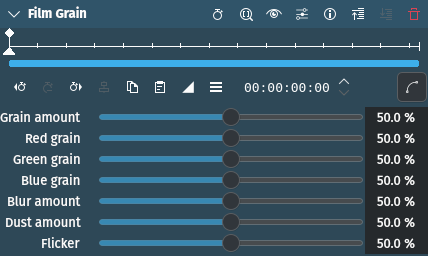 Film Grain
00:00:00:00
Grain amount 50.0 %
Red grain 50.0 %
Green grain 50.0 %
Blue grain 50.0 %
Blur amount 50.0 %
Dust amount 50.0 %
Flicker 50.0 %